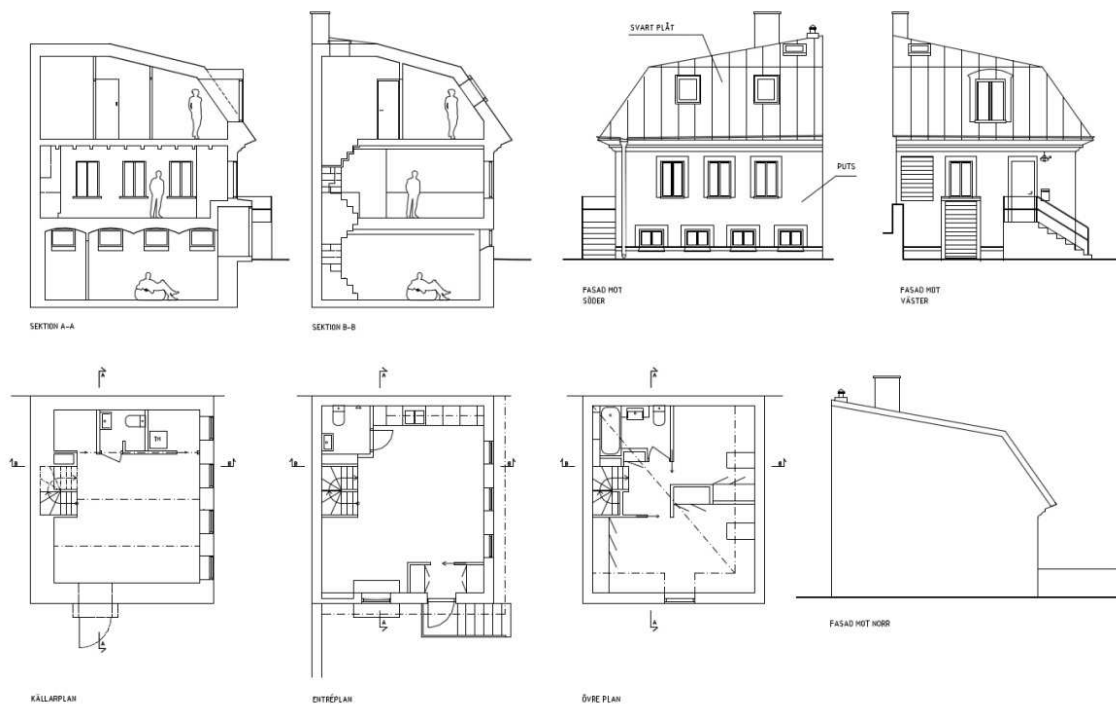 SVART PLÅT
PUTS
SEKTION A-A
SEKTION B-B
FASAD MOT
SÖDER
FASAD MOT
VÄSTER
A
A
A
B
B
B
B
B
B
TM
A
A
A
FASAD MOT NORR
KÄLLARPLAN
ENTRÉPLAN
ÖVRE PLAN